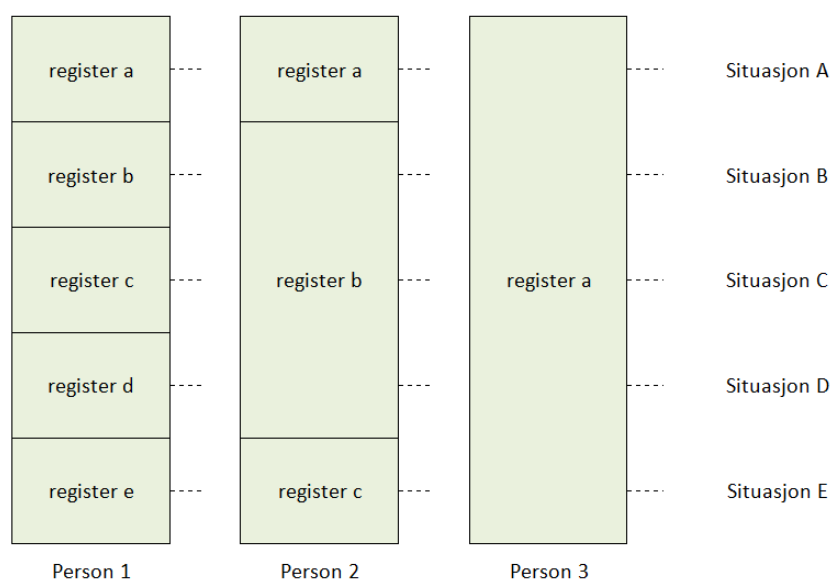 register a
register a
Situasjon A
register b
Situasjon B
register c
register b
register a
Situasjon C
register d
Situasjon D
register e
register c
Situasjon E
Person 1
Person 2
Person 3